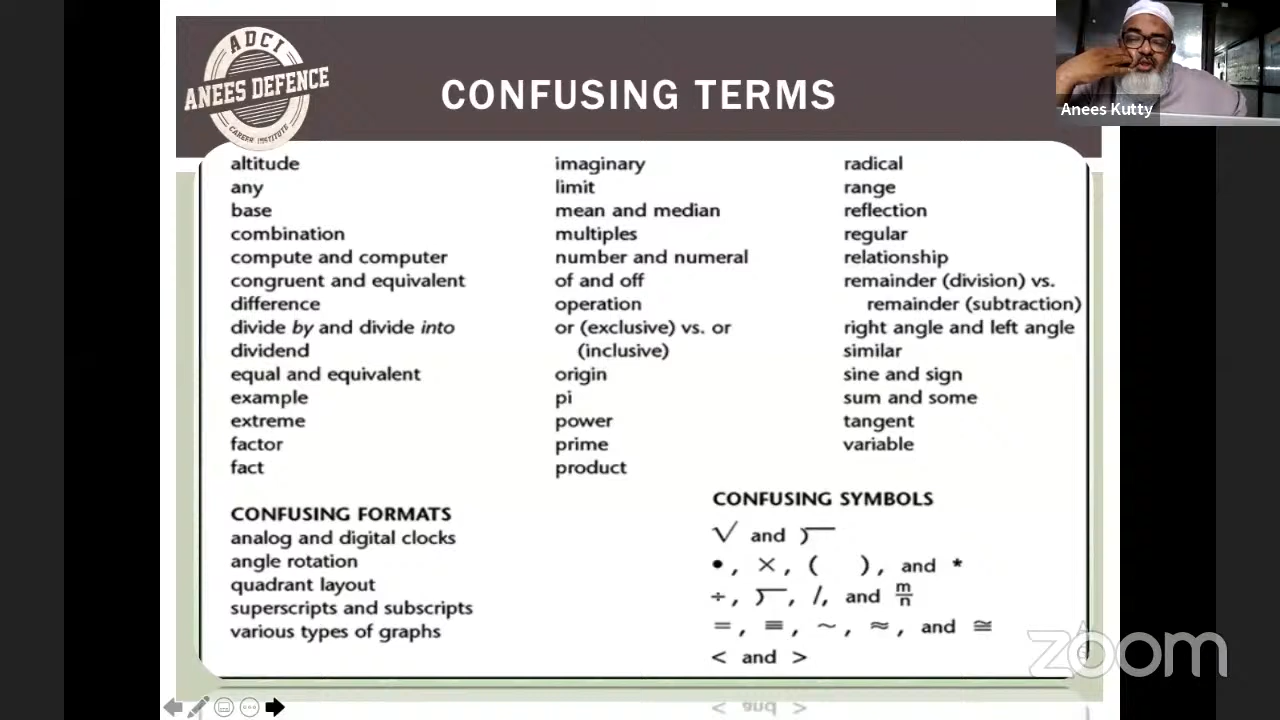 ADCI
ANEES DEFENCE
CAREER INSTITUTE
CONFUSING TERMS
Anees Kutty
altitude
any
base
combination
compute and computer
congruent and equivalent
difference
divide by and divide into
dividend
equal and equivalent
example
extreme
factor
fact
imaginary
limit
mean and median
multiples
number and numeral
of and off
operation
or (exclusive) vs. or
(inclusive)
origin
pi
power
prime
product
radical
range
reflection
regular
relationship
remainder (division) vs.
remainder (subtraction)
right angle and left angle
similar
sine and sign
sum and some
tangent
variable
CONFUSING FORMATS
analog and digital clocks
angle rotation
quadrant layout
superscripts and subscripts
various types of graphs
CONFUSING SYMBOLS
√ and ⟌
•, ×, ( ), and *
÷, ⟌, /, and m/n
=, ≡, ~, ≈, and ≅
< and >
zoom